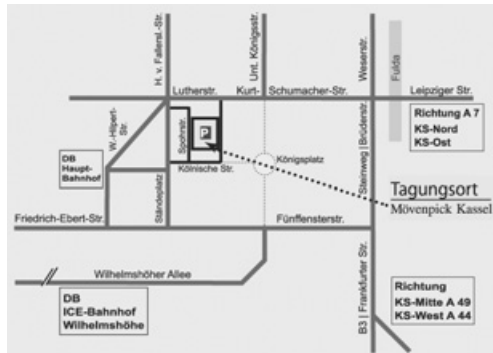 H. v. Fallersl.-Str.
Unt. Königsstr.
Weserstr.
Fulda
Lutherstr.
Kurt-
Schumacher-Str.
Leipziger Str.
W.-Hilpert-
Str.
Spohrstr.
P
Steinweg|Brüderstr.
Richtung A 7
KS-Nord
KS-Ost
DB
Haupt-
Bahnhof
Kölnische Str.
Königsplatz
Ständeplatz
Tagungsort
Mövenpick Kassel
Friedrich-Ebert-Str.
Fünffensterstr.
Wilhelmshöher Allee
B3 | Frankfurter Str.
DB
ICE-Bahnhof
Wilhelmshöhe
Richtung
KS-Mitte A 49
KS-West A 44